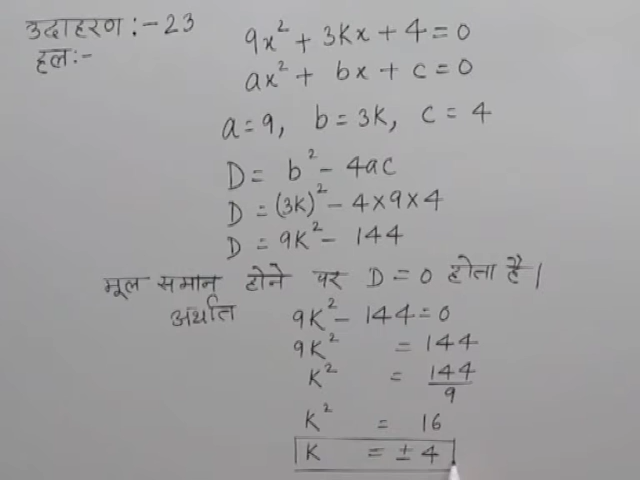 उदाहरण :- 23
9x² + 3Kx + 4 = 0
हल:-
ax² + bx + c = 0
a = 9, b = 3K, c = 4
D = b² - 4ac
D = (3K)² - 4 × 9 × 4
D = 9K² - 144
मूल समान होने पर D = 0 होता है।
अर्थात 9K² - 144 = 0
9K² = 144
K² = 144/9
K² = 16
K = ± 4